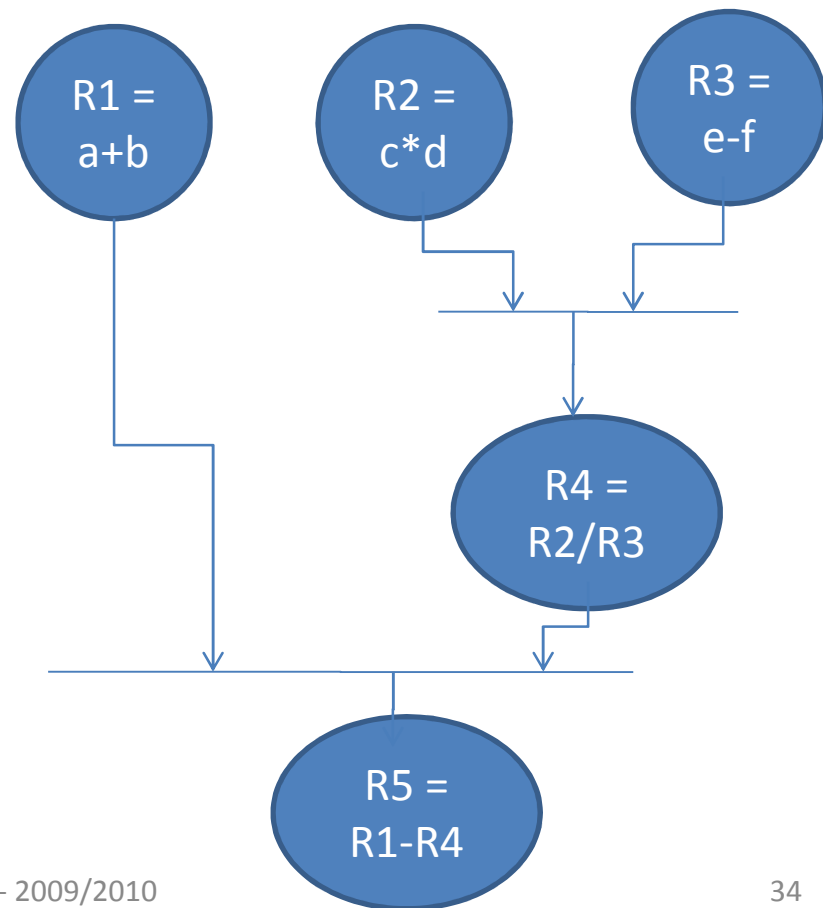 R1 =
a+b
R2 =
c*d
R3 =
e-f
R4 =
R2/R3
R5 =
R1-R4
- 2009/2010
34